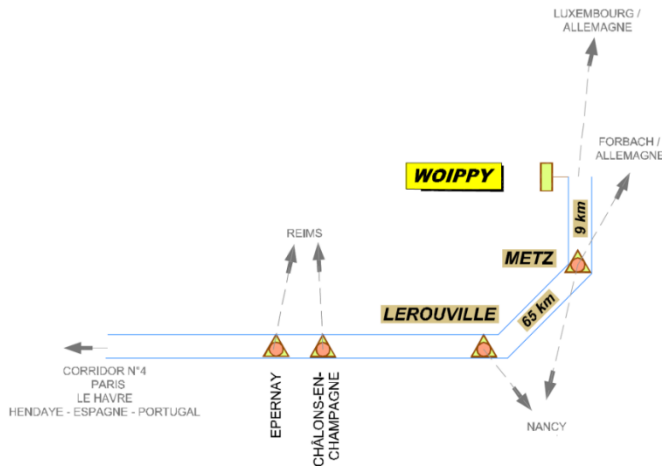 LUXEMBOURG /
ALLEMAGNE
FORBACH /
ALLEMAGNE
WOIPPY
9 km
REIMS
METZ
65 km
LEROUVILLE
CORRIDOR N°4
PARIS
LE HAVRE
HENDAYE - ESPAGNE - PORTUGAL
EPERNAY
CHÂLONS-EN-
CHAMPAGNE
NANCY